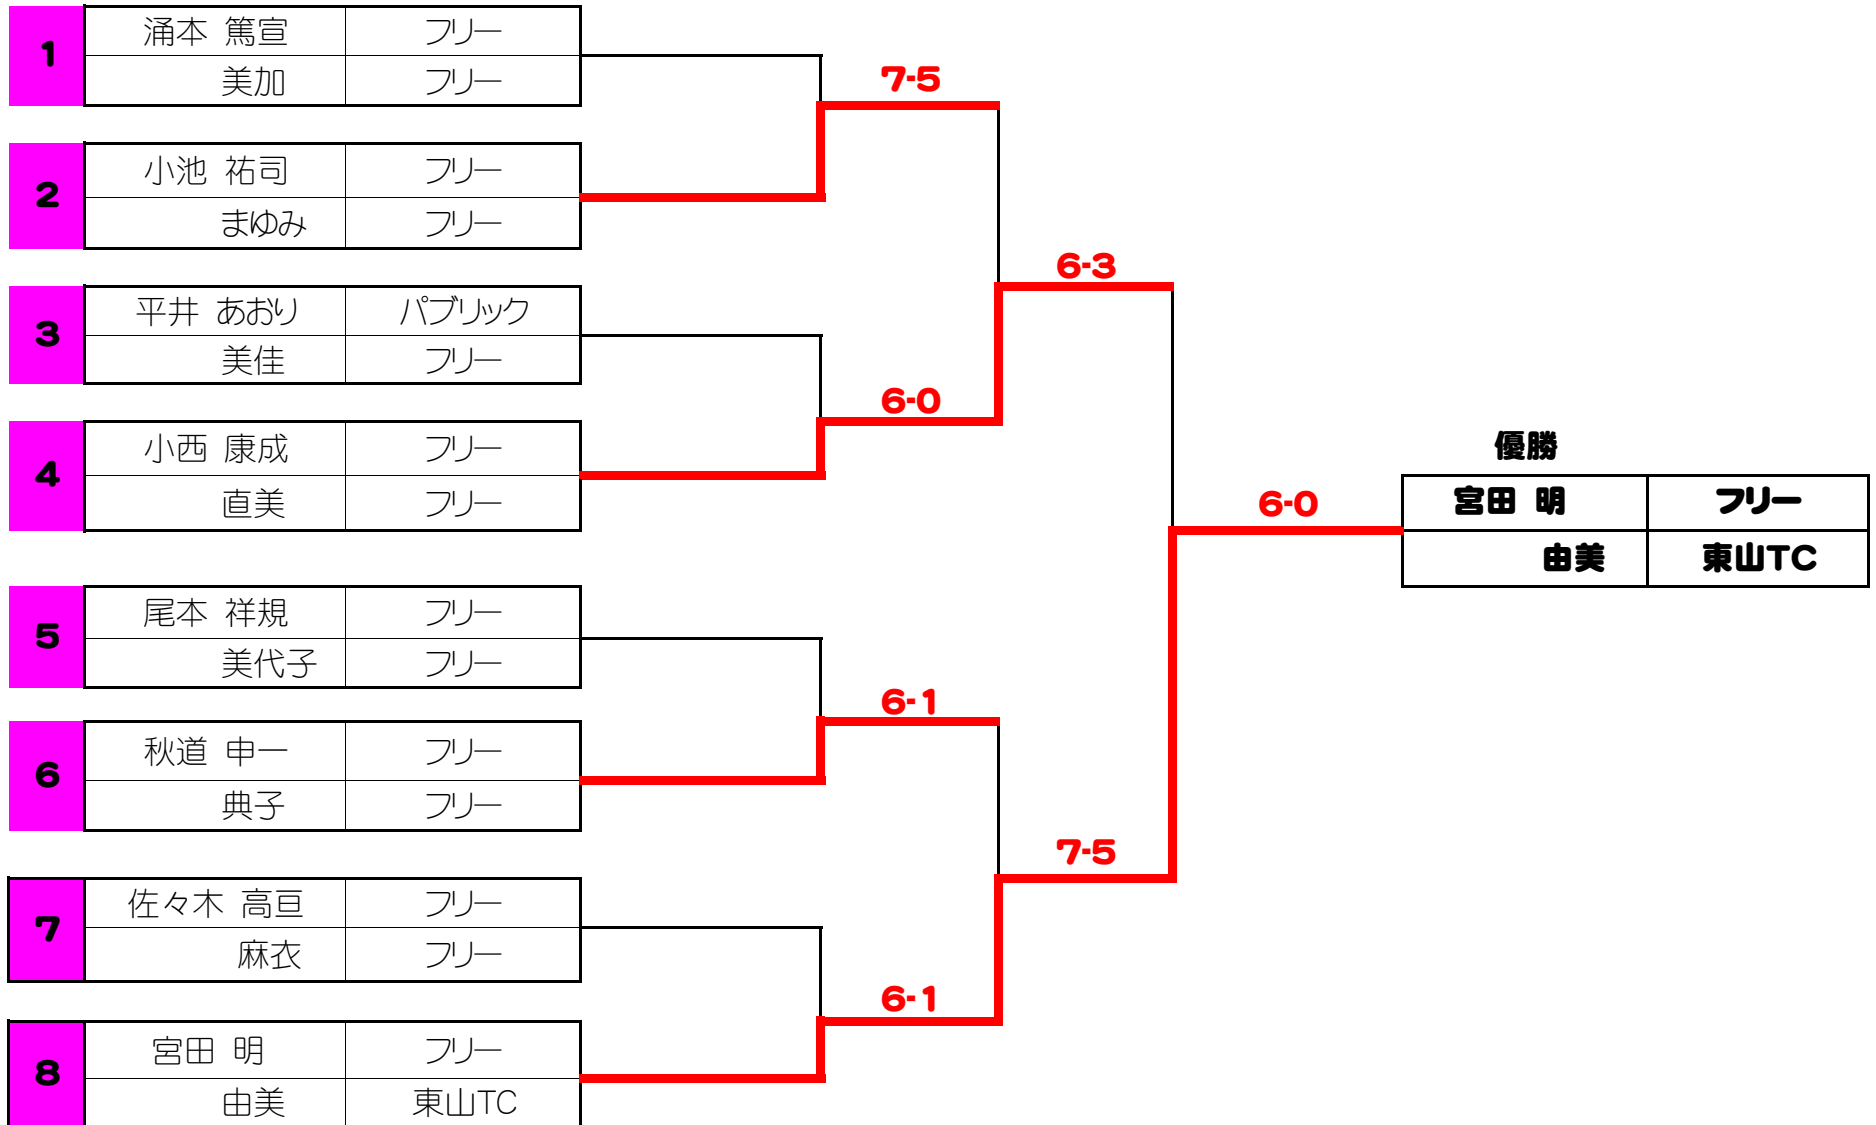 1 涌本 篤宣 フリー
美加 フリー
7-5
2 小池 祐司 フリー
まゆみ フリー
6-3
3 平井 あおり パブリック
美佳 フリー
6-0
4 小西 康成 フリー
直美 フリー
優勝
宮田 明 フリー
由美 東山TC
6-0
5 尾本 祥規 フリー
美代子 フリー
6-1
6 秋道 申一 フリー
典子 フリー
7-5
7 佐々木 高亘 フリー
麻衣 フリー
6-1
8 宮田 明 フリー
由美 東山TC